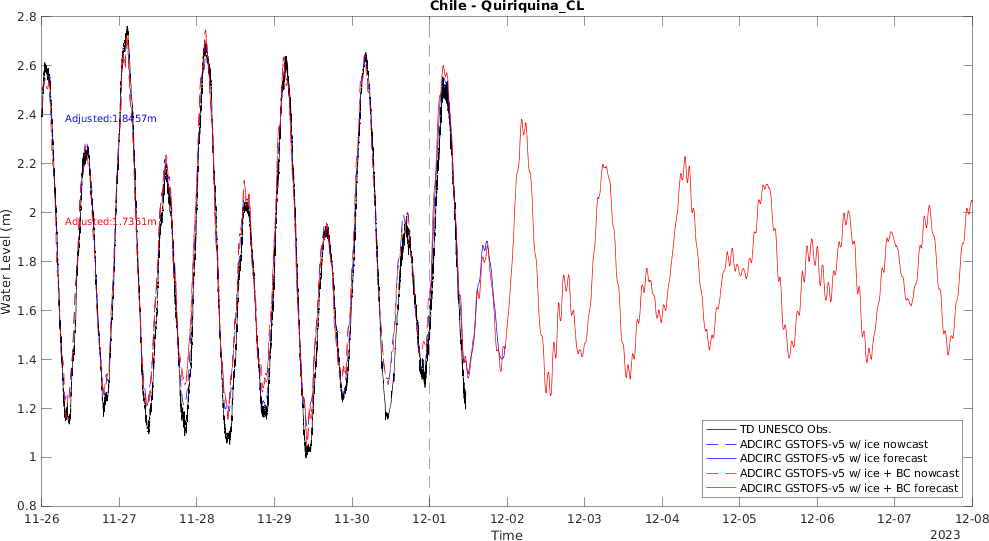 Chile - Quiriquina_CL
2.8
2.6
2.4
2.2
2
1.8
1.6
1.4
1.2
1
0.8
Water Level (m)
Adjusted:1.8457m
Adjusted:1.7351m
TD UNESCO Obs.
ADCIRC GSTOFS-v5 w/ ice nowcast
ADCIRC GSTOFS-v5 w/ ice forecast
ADCIRC GSTOFS-v5 w/ ice + BC nowcast
ADCIRC GSTOFS-v5 w/ ice + BC forecast
11-26 11-27 11-28 11-29 11-30 12-01 12-02 12-03 12-04 12-05 12-06 12-07 12-08
Time
2023